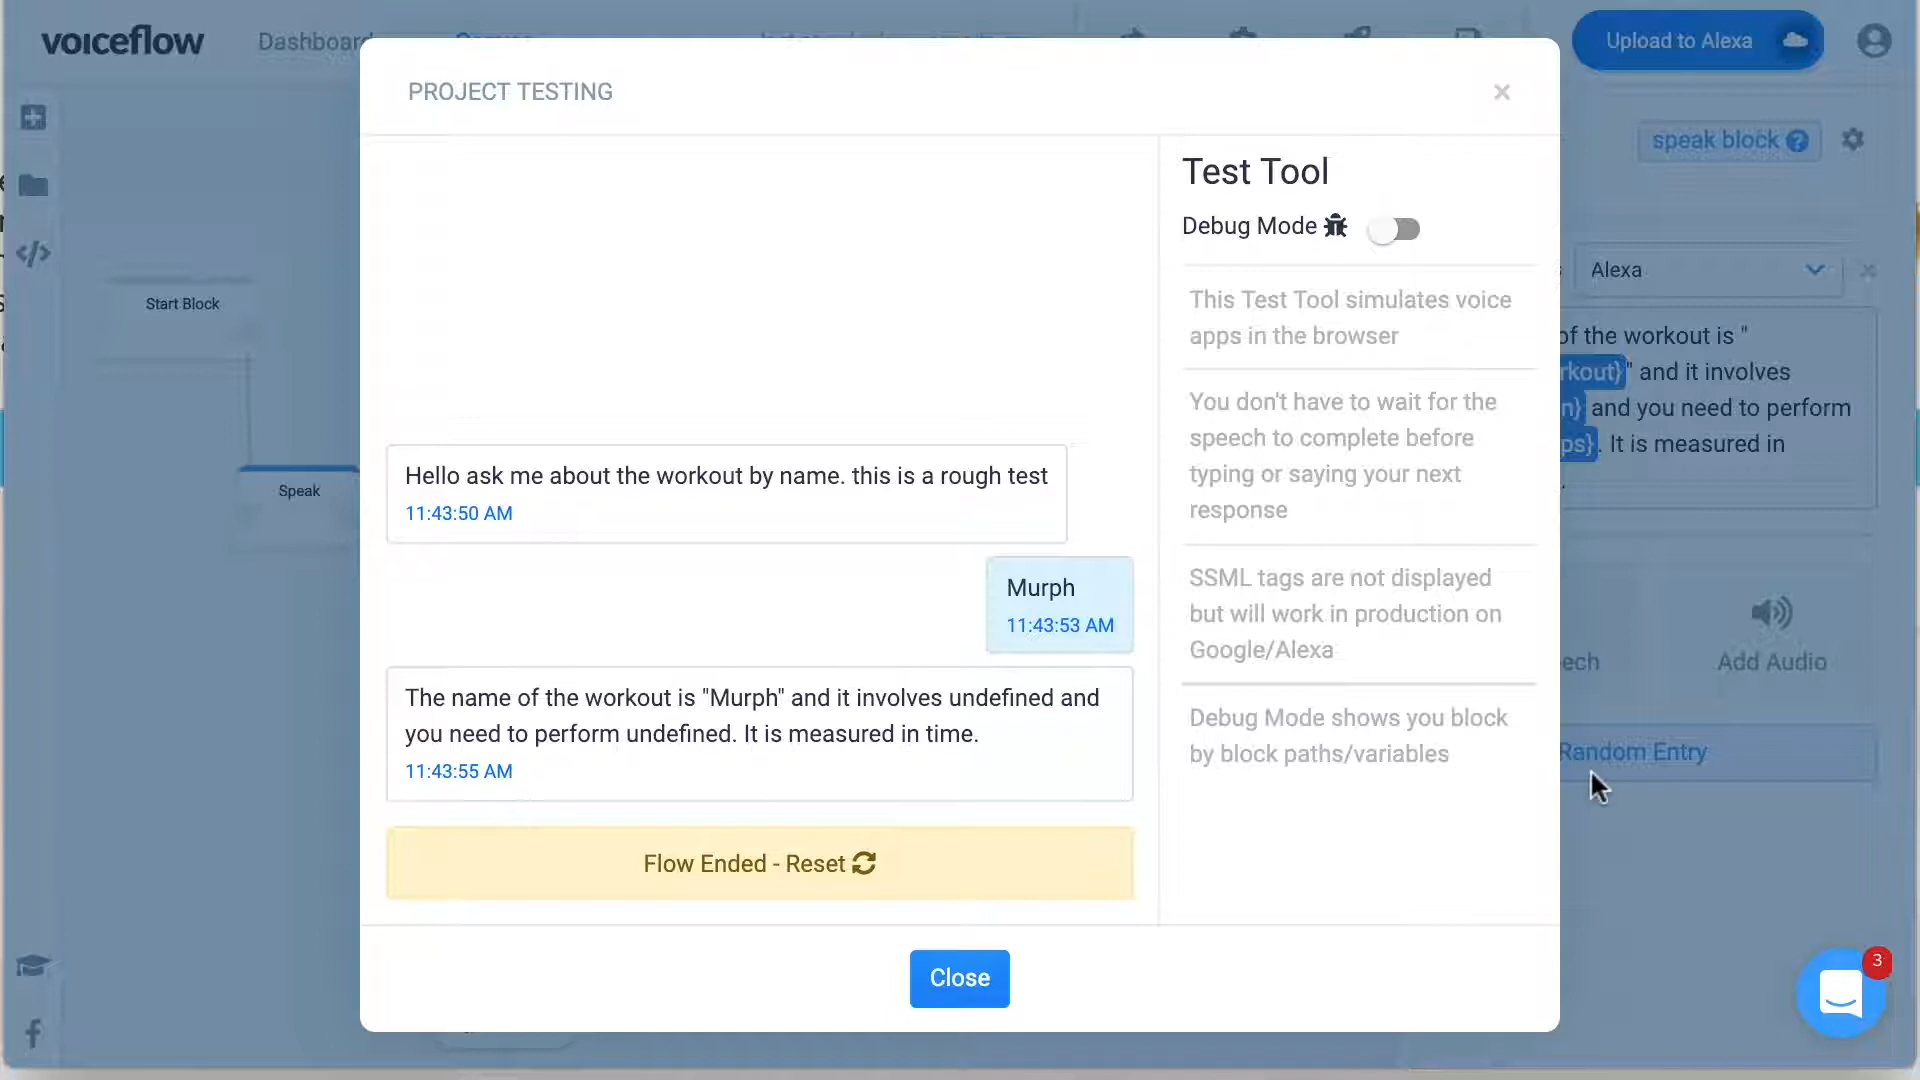 voiceflow
Dashboard
Upload to Alexa
PROJECT TESTING
×
speak block
Start Block
Speak
Hello ask me about the workout by name. this is a rough test
11:43:50 AM
Murph
11:43:53 AM
The name of the workout is "Murph" and it involves undefined and
you need to perform undefined. It is measured in time.
11:43:55 AM
Flow Ended - Reset
Close
Test Tool
Debug Mode
This Test Tool simulates voice
apps in the browser
You don't have to wait for the
speech to complete before
typing or saying your next
response
SSML tags are not displayed
but will work in production on
Google/Alexa
Debug Mode shows you block
by block paths/variables
Alexa
of the workout is "
rkout}" and it involves
n} and you need to perform
ps}. It is measured in
ech
Add Audio
Random Entry
3